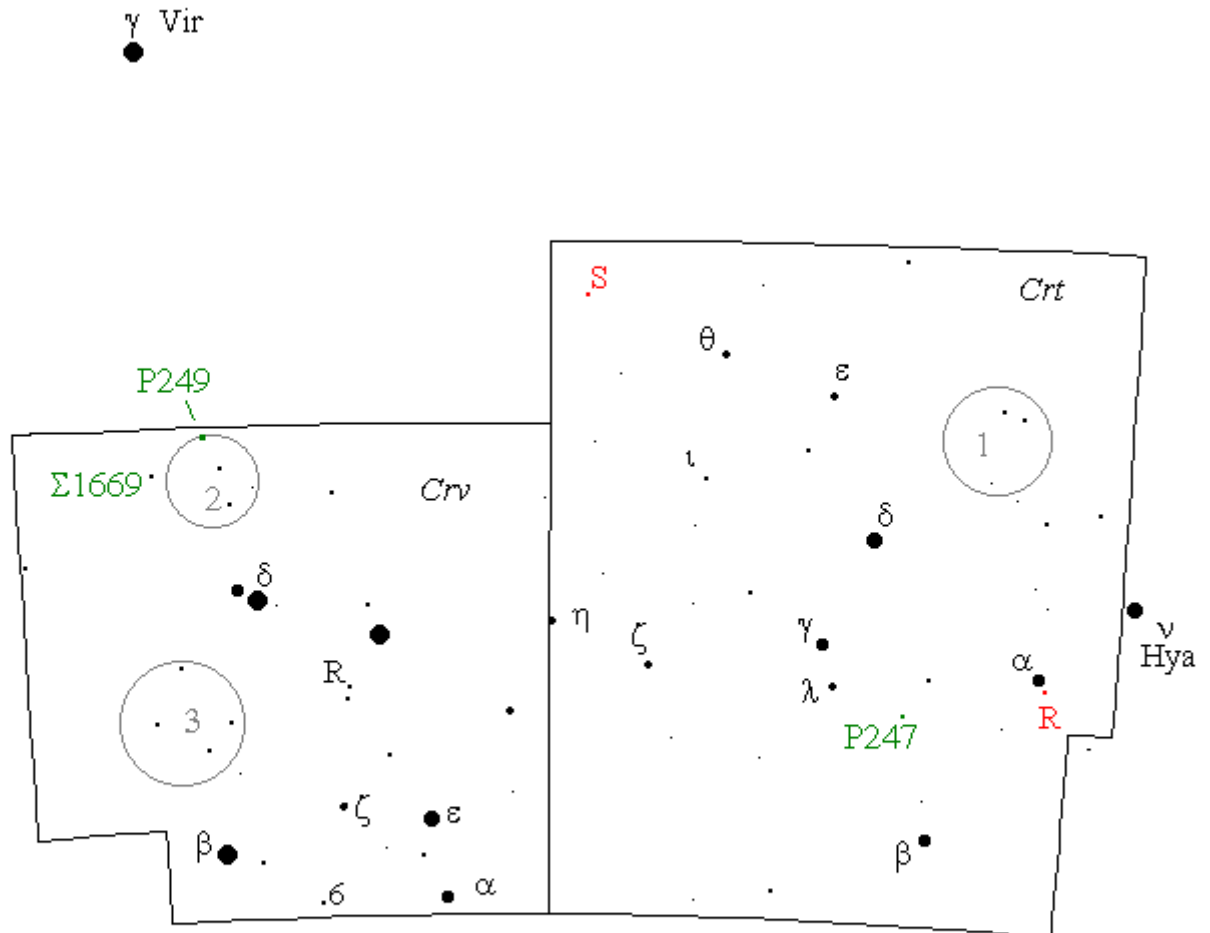 γ Vir
S
Crt
θ
ε
P249
1
ι
Σ1669
2
Crv
δ
δ
η
γ
ζ
ν
Hya
R
α
λ
3
R
P247
ζ
ε
β
β
6
α